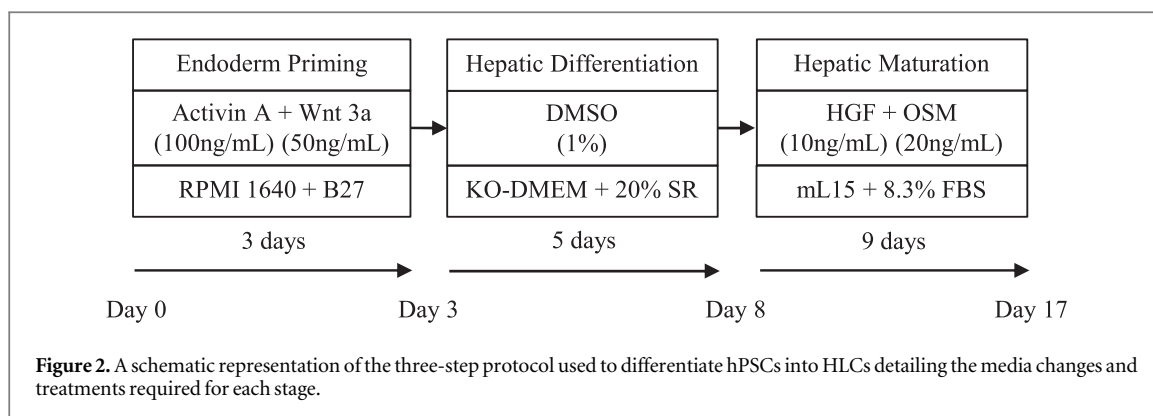 Endoderm Priming
Activin A + Wnt 3a
(100ng/mL) (50ng/mL)
RPMI 1640 + B27
Hepatic Differentiation
DMSO
(1%)
KO-DMEM + 20% SR
Hepatic Maturation
HGF + OSM
(10ng/mL) (20ng/mL)
mL15 + 8.3% FBS
3 days
5 days
9 days
Day 0
Day 3
Day 8
Day 17
Figure 2. A schematic representation of the three-step protocol used to differentiate hPSCs into HLCs detailing the media changes and
treatments required for each stage.